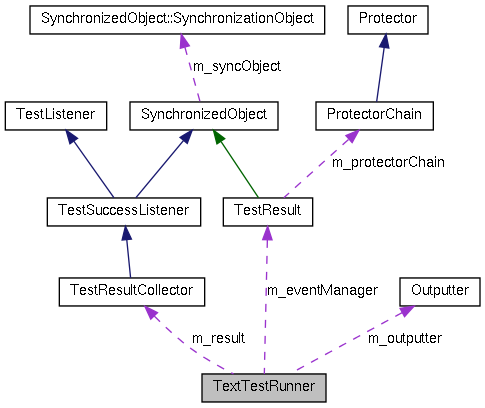 SynchronizedObject::SynchronizationObject
Protector
m_syncObject
TestListener
SynchronizedObject
ProtectorChain
m_protectorChain
TestSuccessListener
TestResult
TestResultCollector
m_eventManager
Outputter
m_result
m_outputter
TextTestRunner